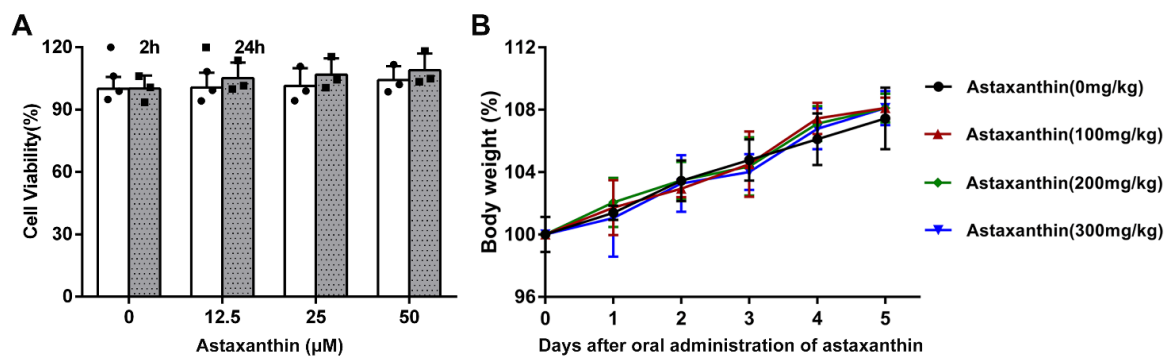 A
2h
24h
Cell Viability(%)
120
90
60
30
0
0
12.5
25
50
Astaxanthin (μM)
B
Body weight (%)
112
108
104
100
96
0
1
2
3
4
5
Days after oral administration of astaxanthin
Astaxanthin(0mg/kg)
Astaxanthin(100mg/kg)
Astaxanthin(200mg/kg)
Astaxanthin(300mg/kg)